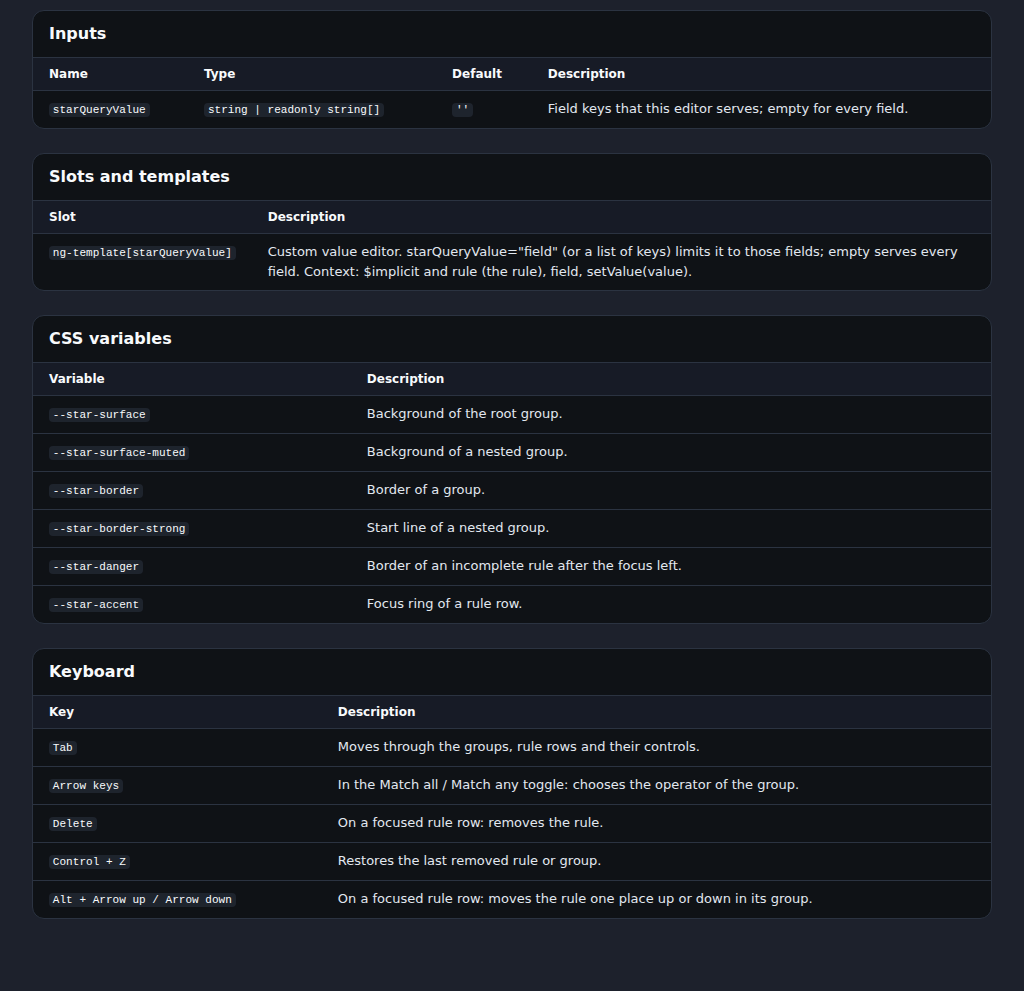 Inputs
Name Type Default Description
starQueryValue string | readonly string[] '' Field keys that this editor serves; empty for every field.
Slots and templates
Slot Description
ng-template[starQueryValue] Custom value editor. starQueryValue="field" (or a list of keys) limits it to those fields; empty serves every
field. Context: $implicit and rule (the rule), field, setValue(value).
CSS variables
Variable Description
--star-surface Background of the root group.
--star-surface-muted Background of a nested group.
--star-border Border of a group.
--star-border-strong Start line of a nested group.
--star-danger Border of an incomplete rule after the focus left.
--star-accent Focus ring of a rule row.
Keyboard
Key Description
Tab Moves through the groups, rule rows and their controls.
Arrow keys In the Match all / Match any toggle: chooses the operator of the group.
Delete On a focused rule row: removes the rule.
Control + Z Restores the last removed rule or group.
Alt + Arrow up / Arrow down On a focused rule row: moves the rule one place up or down in its group.